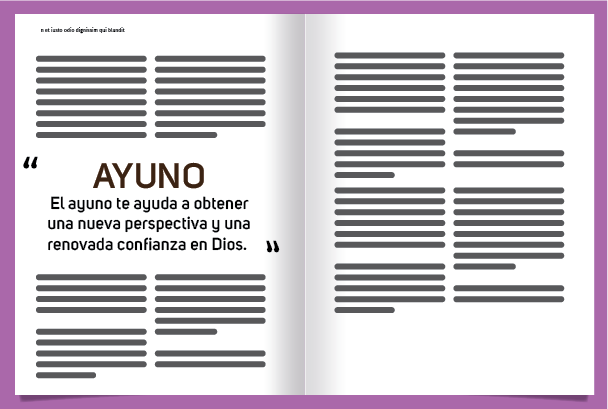 n et iusto odio dignissim qui blandit
“
AYUNO
El ayuno te ayuda a obtener
una nueva perspectiva y una
renovada confianza en Dios.
”